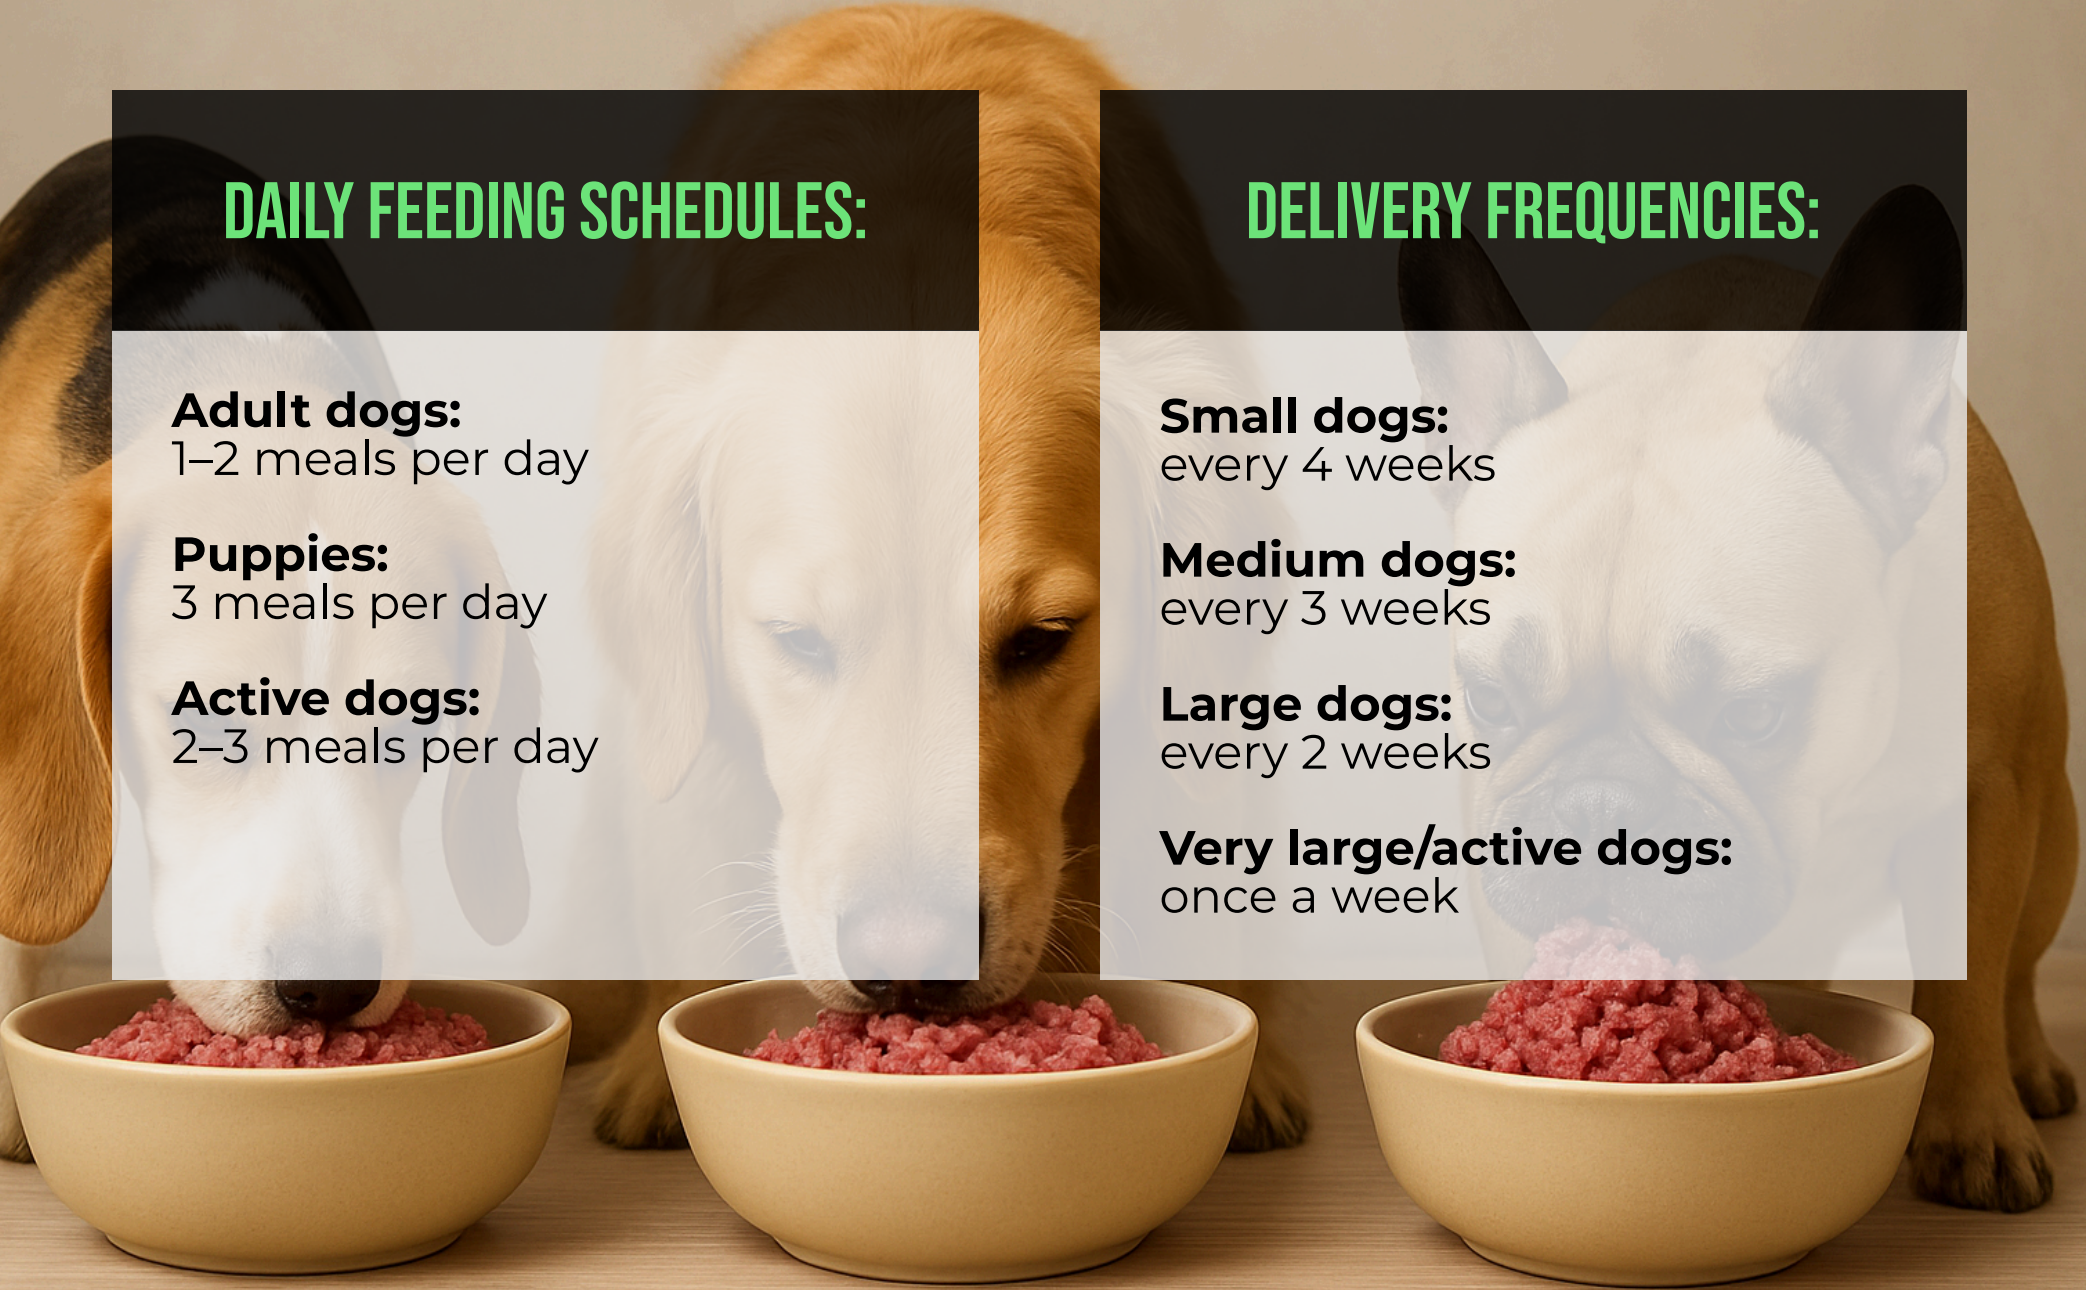 DAILY FEEDING SCHEDULES:
Adult dogs:
1–2 meals per day
Puppies:
3 meals per day
Active dogs:
2–3 meals per day
DELIVERY FREQUENCIES:
Small dogs:
every 4 weeks
Medium dogs:
every 3 weeks
Large dogs:
every 2 weeks
Very large/active dogs:
once a week